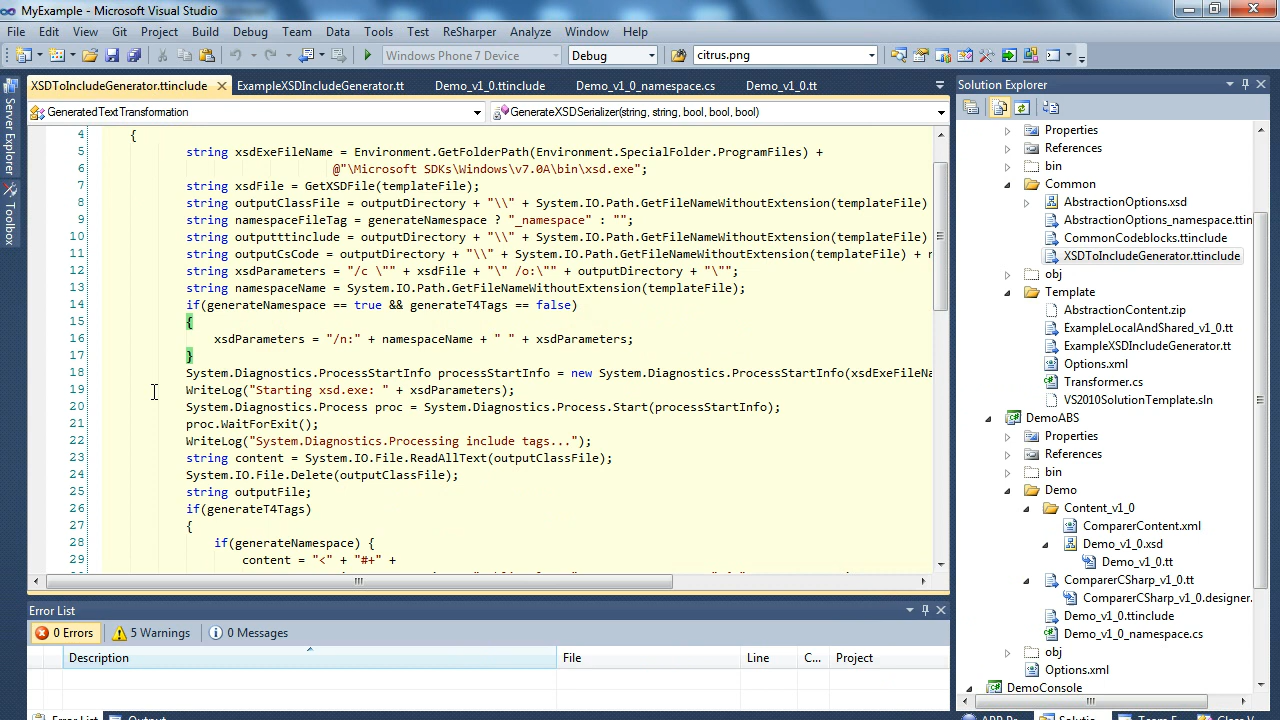 MyExample - Microsoft Visual Studio
File Edit View Git Project Build Debug Team Data Tools Test ReSharper Analyze Window Help
Windows Phone 7 Device Debug citrus.png
XSDToIncludeGenerator.ttinclude ExampleXSDIncludeGenerator.tt Demo_v1_0.ttinclude Demo_v1_0_namespace.cs Demo_v1_0.tt
GeneratedTextTransformation GenerateXSDSerializer(string, string, bool, bool, bool)
4 {
5 string xsdExeFileName = Environment.GetFolderPath(Environment.SpecialFolder.ProgramFiles) +
6 @"\Microsoft SDKs\Windows\v7.0A\bin\xsd.exe";
7 string xsdFile = GetXSDFile(templateFile);
8 string outputClassFile = outputDirectory + "\\" + System.IO.Path.GetFileNameWithoutExtension(templateFile)
9 string namespaceFileTag = generateNamespace ? "_namespace" : "";
10 string outputttinclude = outputDirectory + "\\" + System.IO.Path.GetFileNameWithoutExtension(templateFile)
11 string outputCsCode = outputDirectory + "\\" + System.IO.Path.GetFileNameWithoutExtension(templateFile) + n
12 string xsdParameters = "/c \"" + xsdFile + "\" /o:\"" + outputDirectory + "\"";
13 string namespaceName = System.IO.Path.GetFileNameWithoutExtension(templateFile);
14 if(generateNamespace = true && generateT4Tags == false)
15 {
16 xsdParameters = "/n:" + namespaceName + " " + xsdParameters;
17 }
18 System.Diagnostics.ProcessStartInfo processStartInfo = new System.Diagnostics.ProcessStartInfo(xsdExeFileNa
19 WriteLog("Starting xsd.exe: " + xsdParameters);
20 System.Diagnostics.Process proc = System.Diagnostics.Process.Start(processStartInfo);
21 proc.WaitForExit();
22 WriteLog("System.Diagnostics.Processing include tags...");
23 string content = System.IO.File.ReadAllText(outputClassFile);
24 System.IO.File.Delete(outputClassFile);
25 string outputFile;
26 if(generateT4Tags)
27 {
28 if(generateNamespace) {
29 content = "<" + "#+" +
Error List
0 Errors 5 Warnings 0 Messages
Description File Line C... Project
Error List Output
Server Explorer
Toolbox
Solution Explorer
Properties
References
bin
Common
AbstractionOptions.xsd
AbstractionOptions_namespace.ttin
CommonCodeblocks.ttinclude
XSDToIncludeGenerator.ttinclude
obj
Template
AbstractionContent.zip
ExampleLocalAndShared_v1_0.tt
ExampleXSDIncludeGenerator.tt
Options.xml
Transformer.cs
VS2010SolutionTemplate.sln
DemoABS
Properties
References
bin
Demo
Content_v1_0
ComparerContent.xml
Demo_v1_0.xsd
Demo_v1_0.tt
ComparerCSharp_v1_0.tt
ComparerCSharp_v1_0.designer.
Demo_v1_0.ttinclude
Demo_v1_0_namespace.cs
obj
Options.xml
DemoConsole